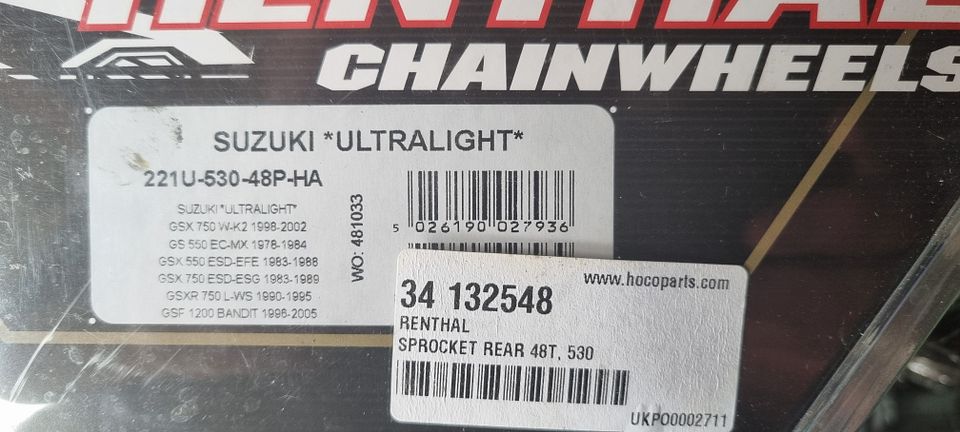 RENTHAL
CHAINWHEELS
SUZUKI *ULTRALIGHT*
221U-530-48P-HA
SUZUKI *ULTRALIGHT*
GSX 750 W-K2 1998-2002
GS 550 EC-MX 1978-1984
GSX 550 ESD-EFE 1983-1988
GSX 750 ESD-ESG 1983-1989
GSXR 750 L-WS 1990-1995
GSF 1200 BANDIT 1996-2005
WO: 481033
5 026190 027936
www.hocoparts.com
34 132548
RENTHAL
SPROCKET REAR 48T, 530
UKPO0002711